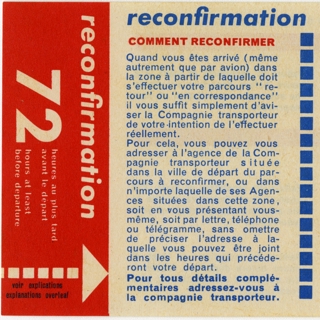 reconfirmation
72
heures au plus tard
avant le départ
hours at least
before departure
voir explications
explanations overleaf
reconfirmation
COMMENT RECONFIRMER
Quand vous êtes arrivé (même
autrement que par avion) dans
la zone à partir de laquelle doit
s'effectuer votre parcours "re-
tour" ou "en correspondance"
il vous suffit simplement d'avi-
ser la Compagnie transporteur
de votre intention de l'effectuer
réellement.
Pour cela, vous pouvez vous
adresser à l'agence de la Com-
pagnie transporteur située
dans la ville de départ du par-
cours à reconfirmer, ou dans
n'importe laquelle de ses Agen-
ces situées dans cette zone,
soit en vous présentant vous-
même, soit par lettre, téléphone
ou télégramme, sans omettre
de préciser l'adresse à la-
quelle vous pouvez être joint
dans les heures qui précéde-
ront votre départ.
Pour tous détails complé-
mentaires adressez-vous à
la compagnie transporteur.